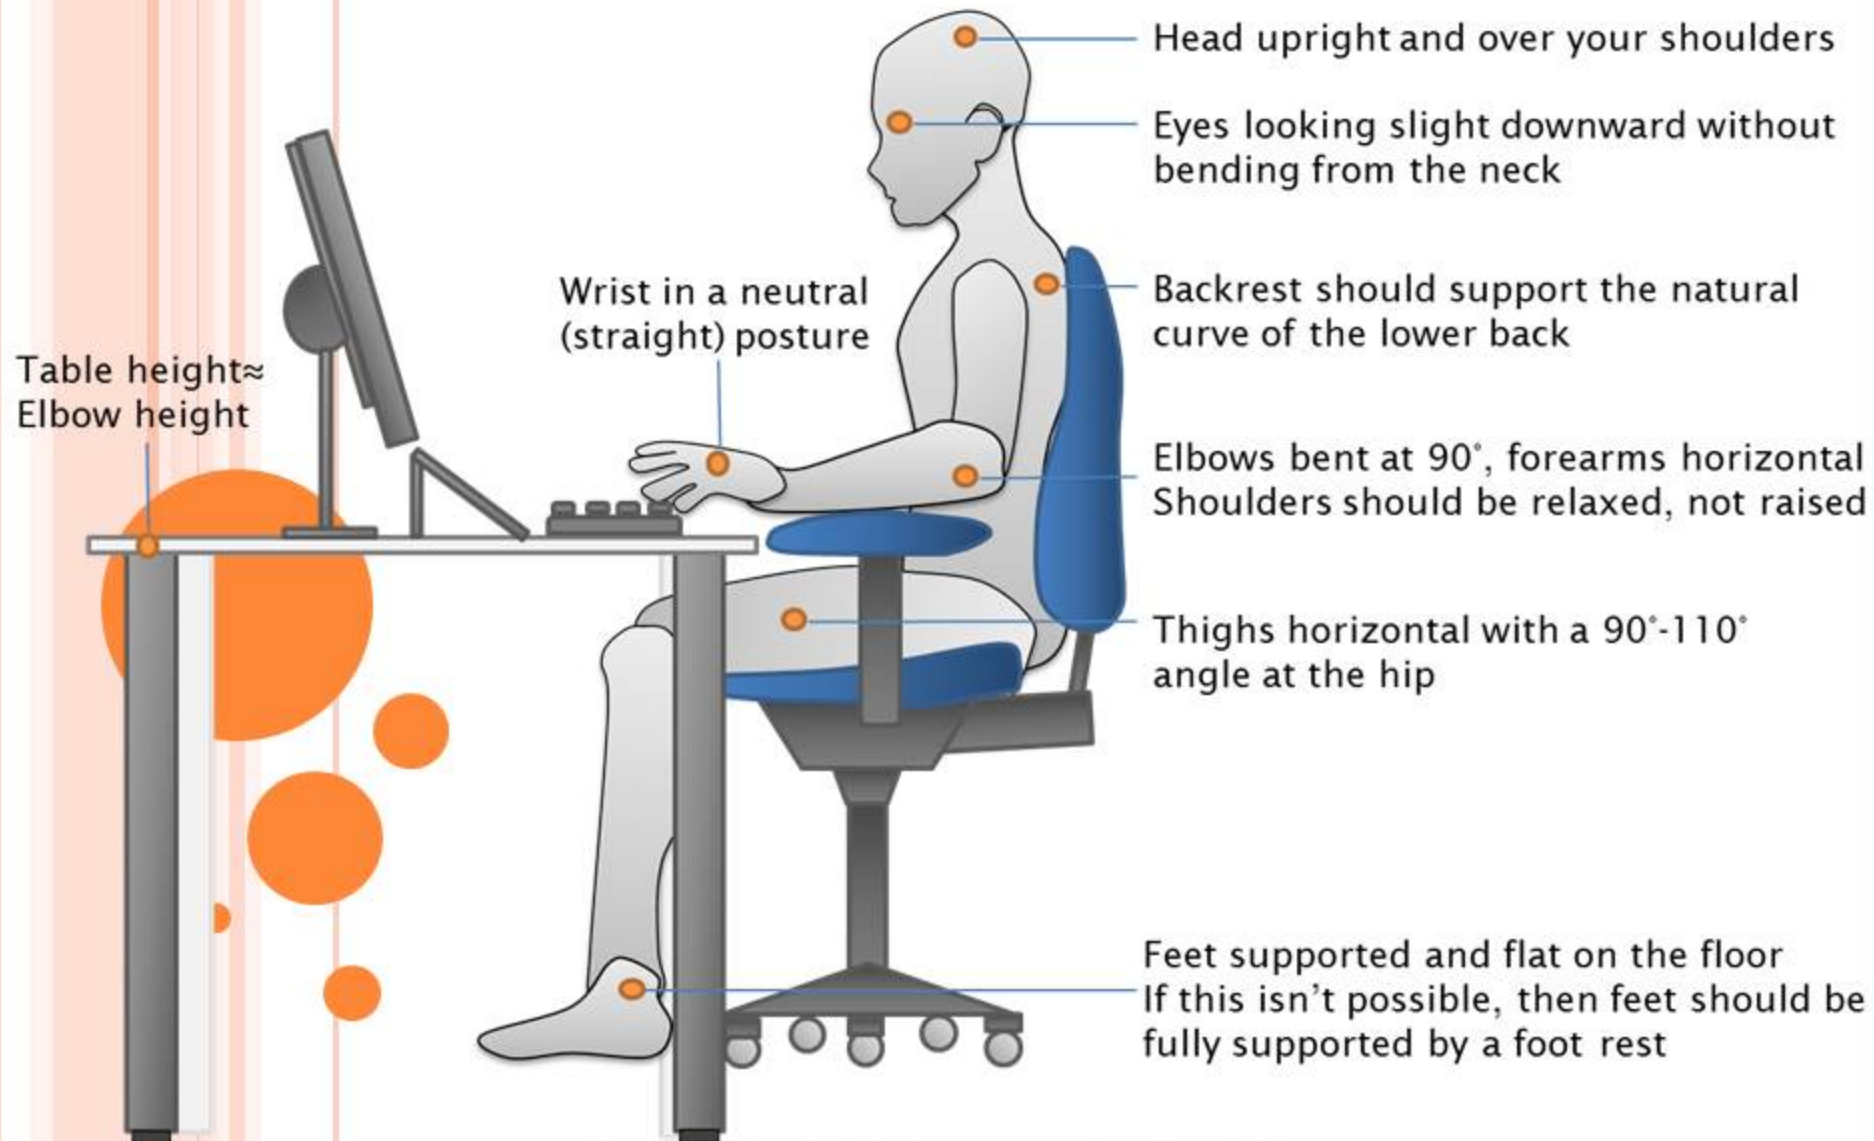 Head upright and over your shoulders
Eyes looking slight downward without
bending from the neck
Wrist in a neutral
(straight) posture
Backrest should support the natural
curve of the lower back
Table height≈
Elbow height
Elbows bent at 90˚, forearms horizontal
Shoulders should be relaxed, not raised
Thighs horizontal with a 90˚-110˚
angle at the hip
Feet supported and flat on the floor
If this isn't possible, then feet should be
fully supported by a foot rest